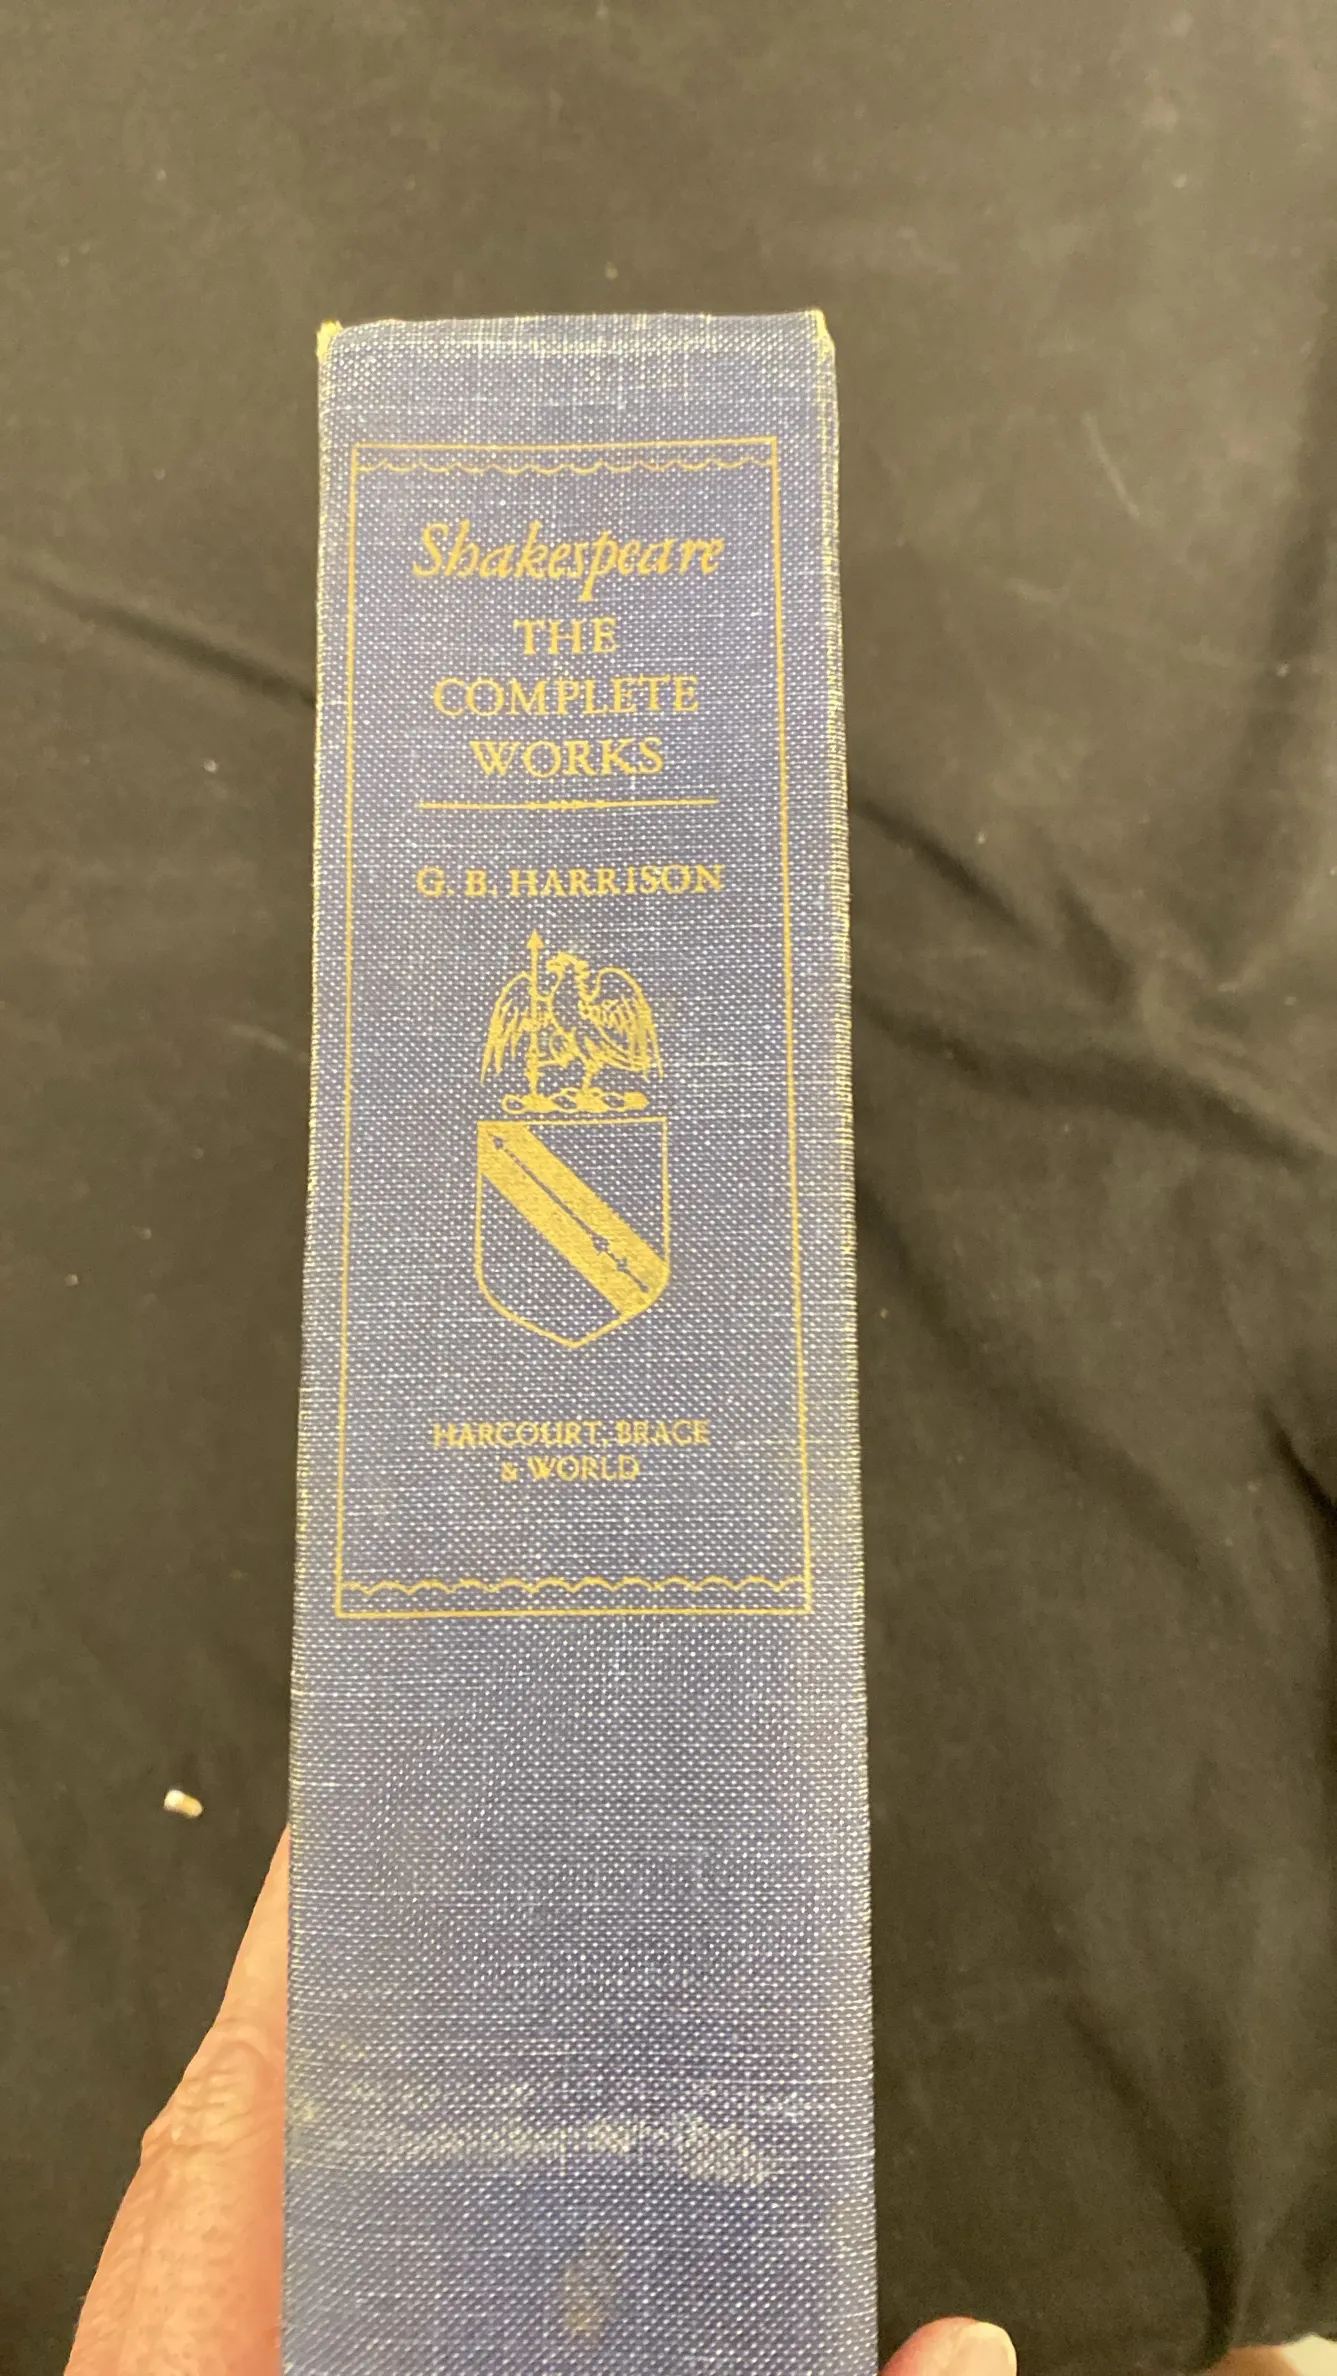 Shakespeare
THE
COMPLETE
WORKS
G. B. HARRISON
HARCOURT, BRACE
& WORLD